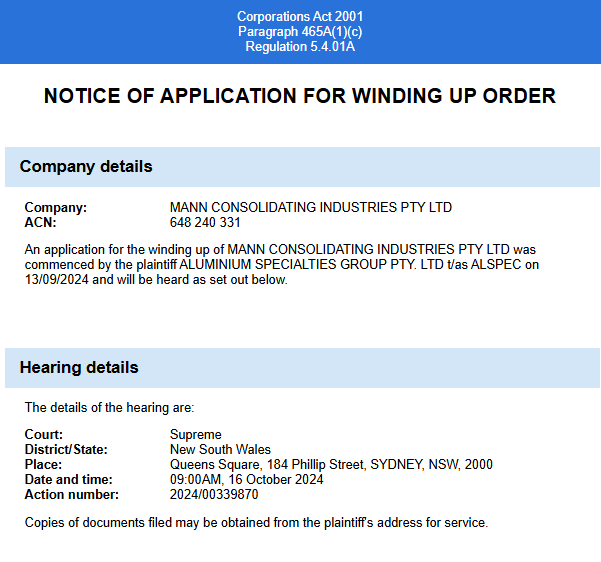 Corporations Act 2001
Paragraph 465A(1)(c)
Regulation 5.4.01A
NOTICE OF APPLICATION FOR WINDING UP ORDER
Company details
Company: MANN CONSOLIDATING INDUSTRIES PTY LTD
ACN: 648 240 331
An application for the winding up of MANN CONSOLIDATING INDUSTRIES PTY LTD was
commenced by the plaintiff ALUMINIUM SPECIALTIES GROUP PTY. LTD t/as ALSPEC on
13/09/2024 and will be heard as set out below.
Hearing details
The details of the hearing are:
Court: Supreme
District/State: New South Wales
Place: Queens Square, 184 Phillip Street, SYDNEY, NSW, 2000
Date and time: 09:00AM, 16 October 2024
Action number: 2024/00339870
Copies of documents filed may be obtained from the plaintiff's address for service.